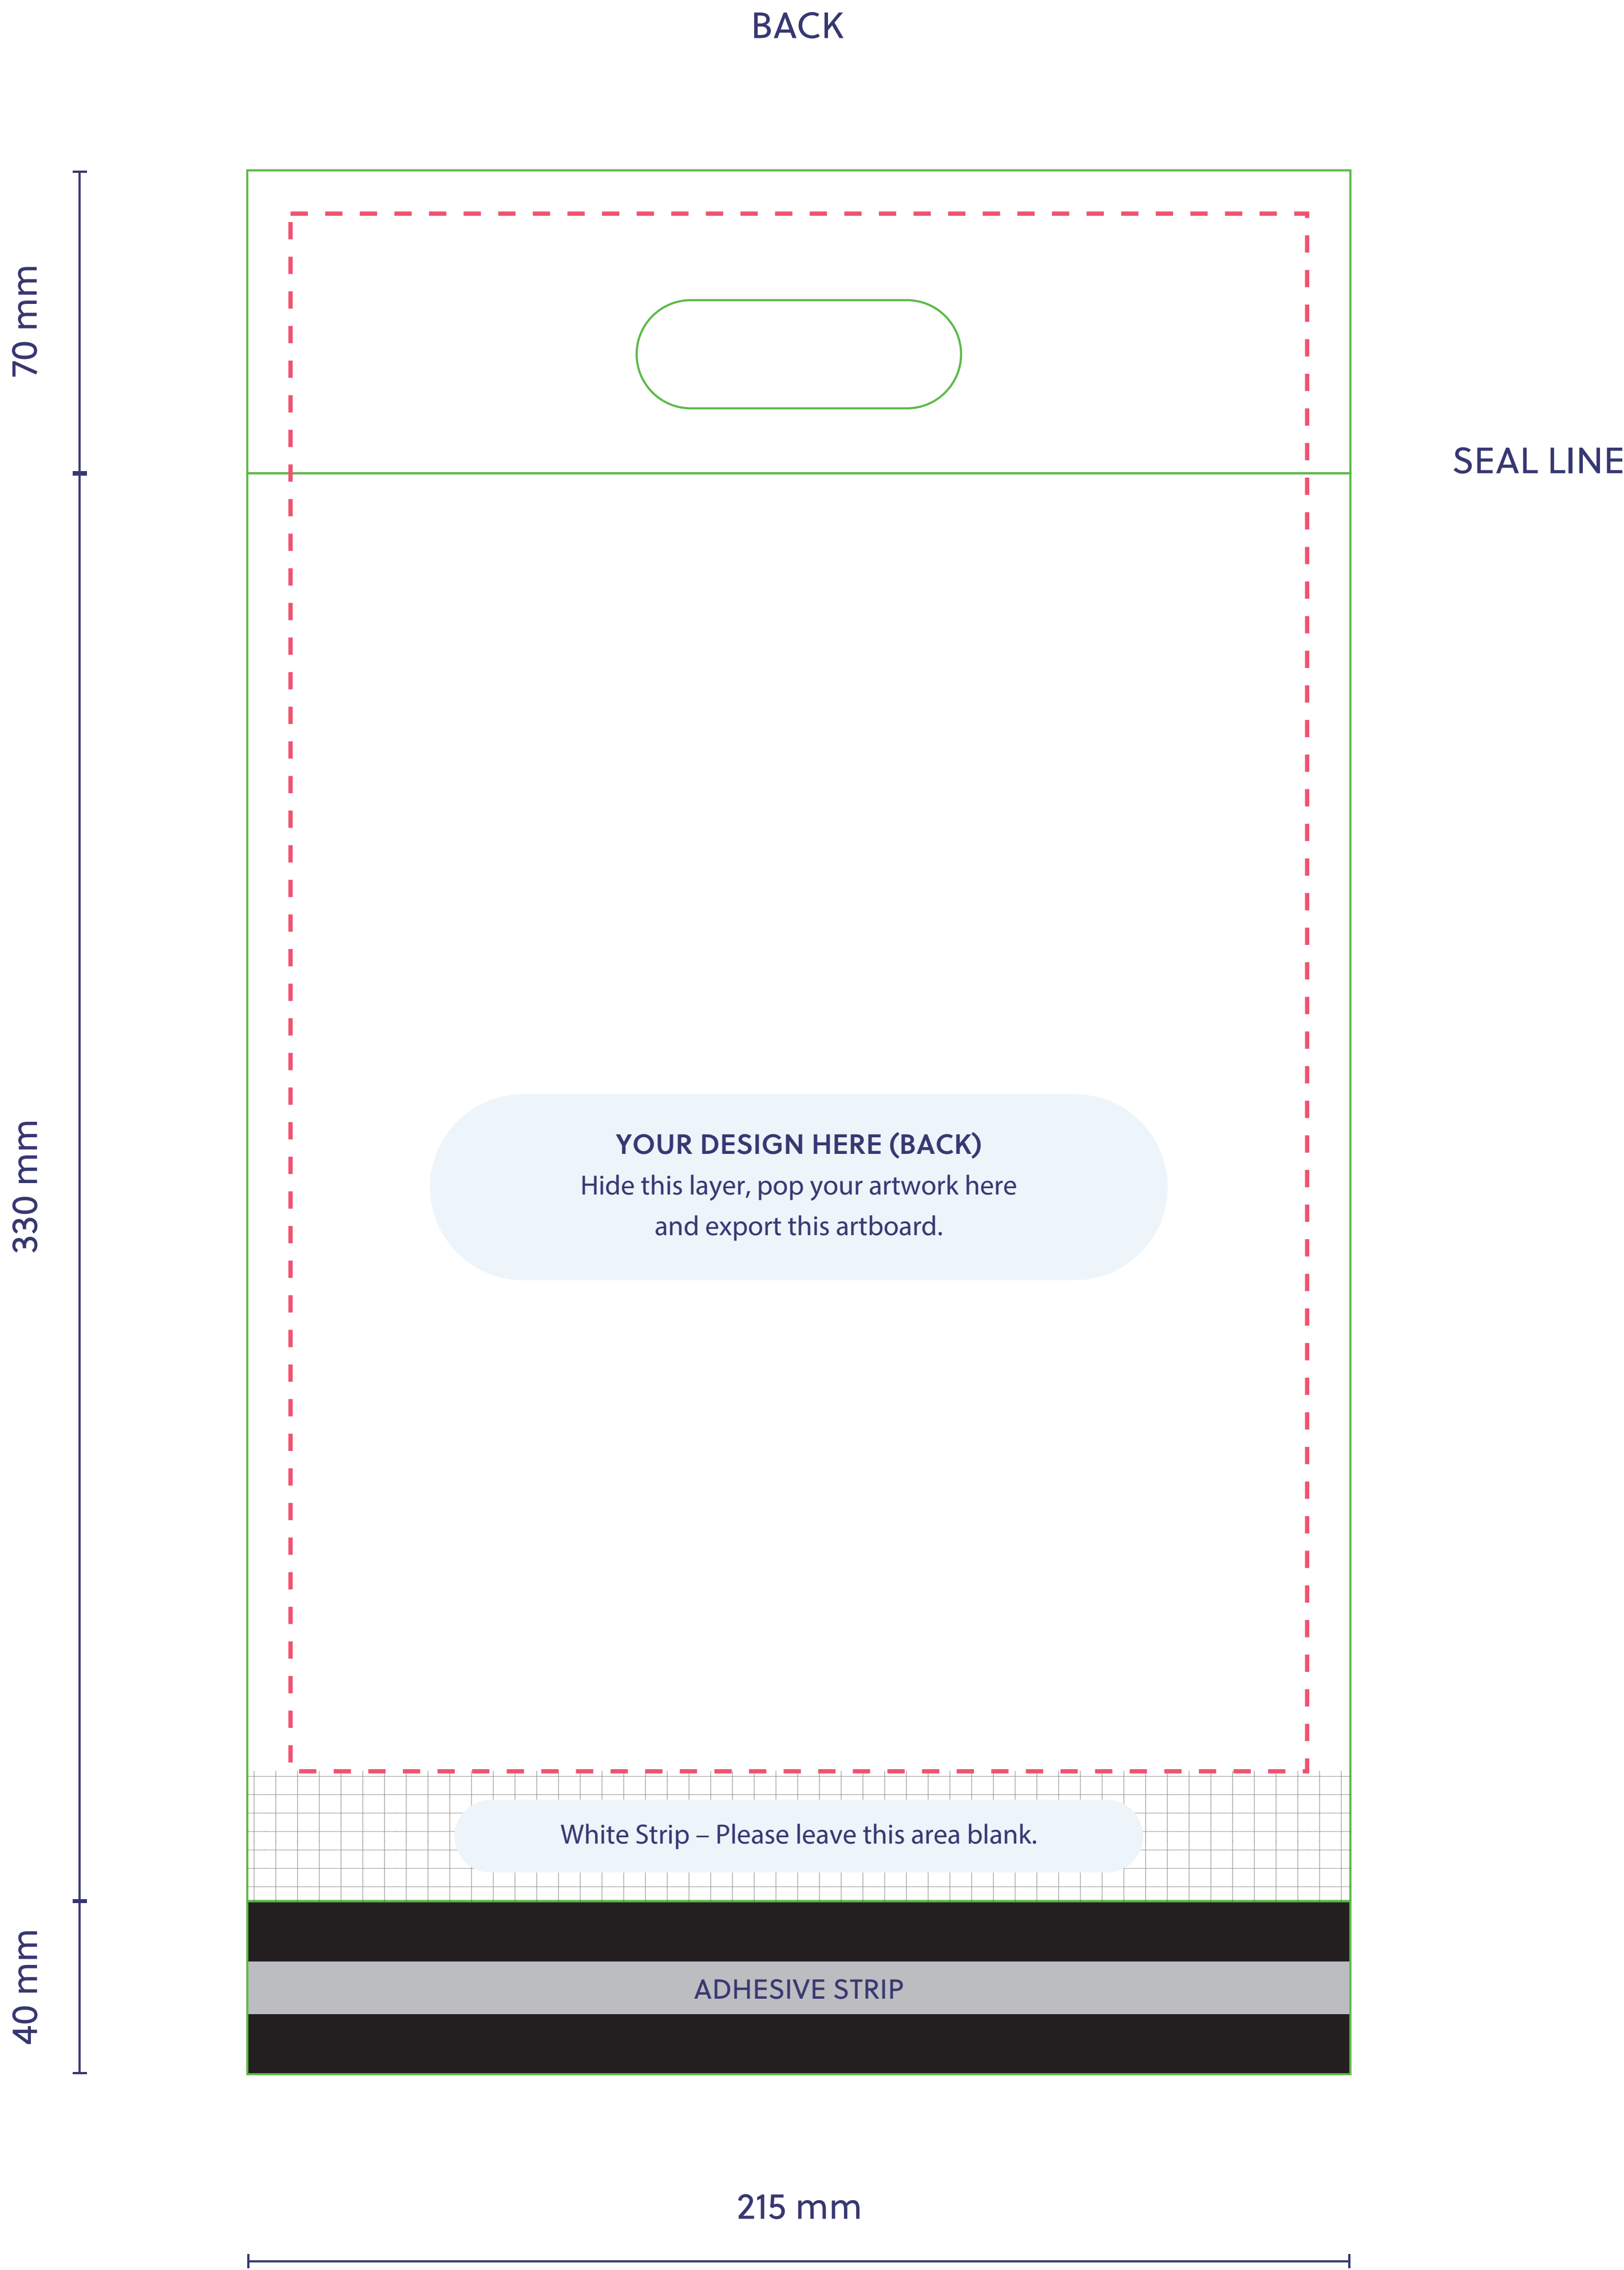 BACK
70 mm
SEAL LINE
330 mm
YOUR DESIGN HERE (BACK)
Hide this layer, pop your artwork here
and export this artboard.
White Strip – Please leave this area blank.
40 mm
ADHESIVE STRIP
215 mm